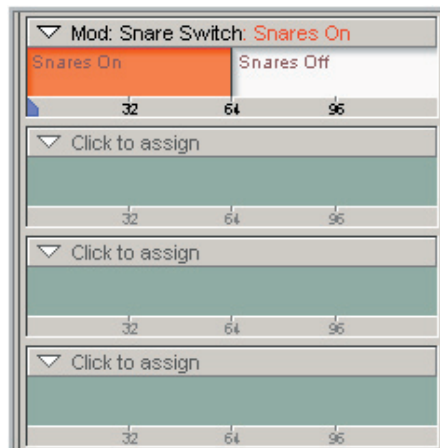 Mod: Snare Switch: Snares On
Snares On Snares Off
32 64 96
Click to assign
32 64 96
Click to assign
32 64 96
Click to assign
32 64 96